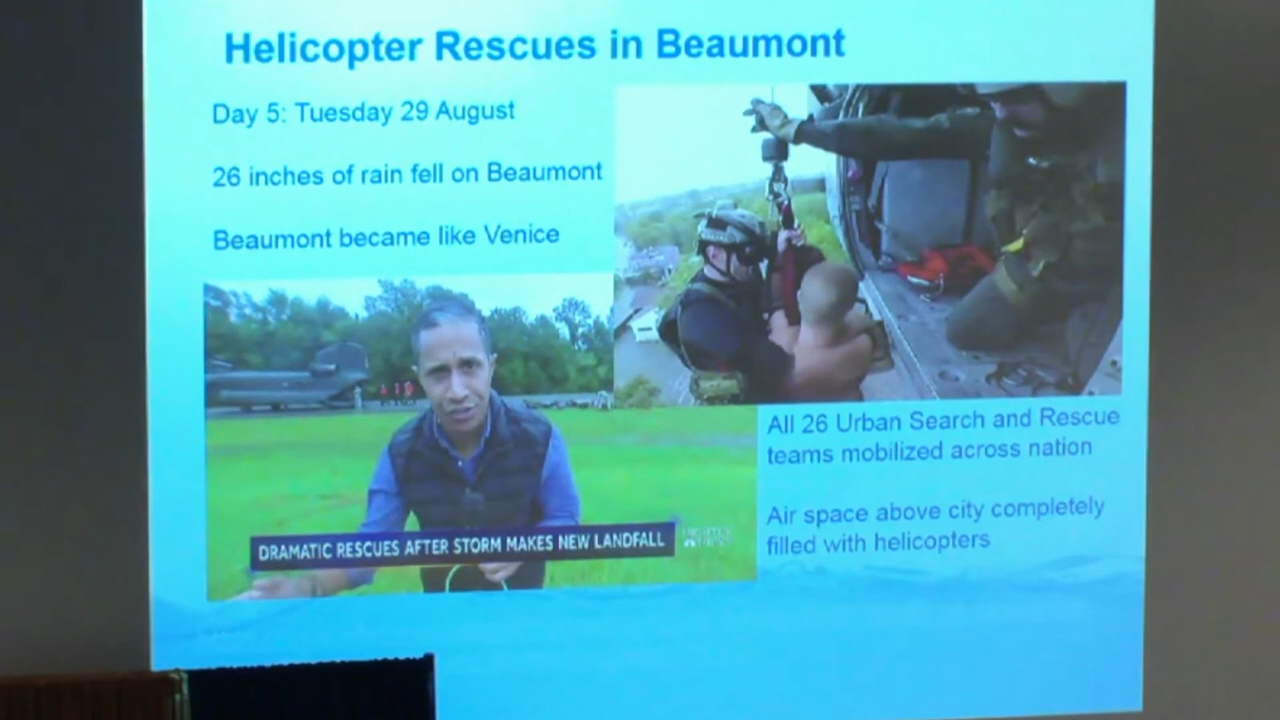 Helicopter Rescues in Beaumont
Day 5: Tuesday 29 August
26 inches of rain fell on Beaumont
Beaumont became like Venice
DRAMATIC RESCUES AFTER STORM MAKES NEW LANDFALL
All 26 Urban Search and Rescue
teams mobilized across nation
Air space above city completely
filled with helicopters